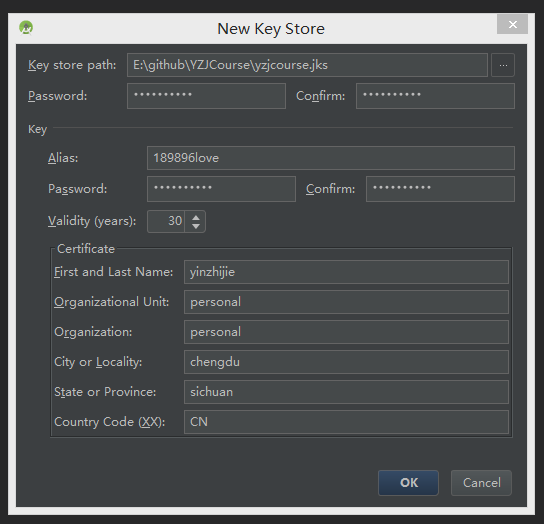 New Key Store
Key store path: E:\github\YZJCourse\yzjcourse.jks ...
Password: •••••••••• Confirm: ••••••••••
Key
Alias: 189896love
Password: •••••••••• Confirm: ••••••••••
Validity (years): 30
Certificate
First and Last Name: yinzhijie
Organizational Unit: personal
Organization: personal
City or Locality: chengdu
State or Province: sichuan
Country Code (XX): CN
OK Cancel